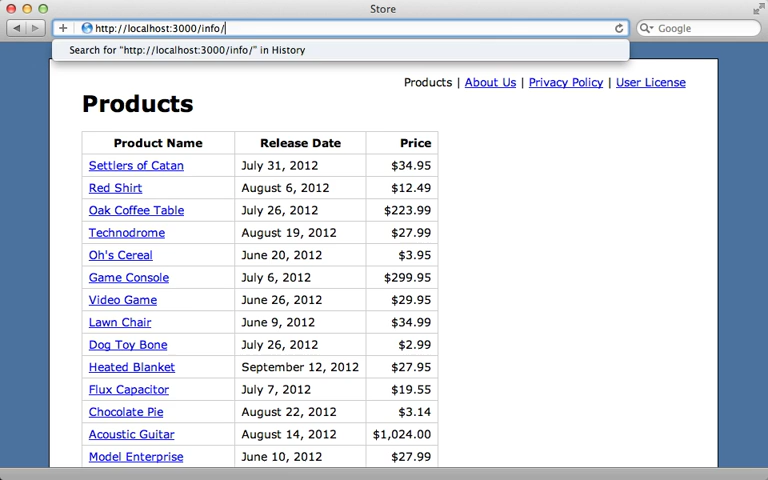 Store
http://localhost:3000/info/
Google
Search for "http://localhost:3000/info/" in History
Products | About Us | Privacy Policy | User License
Products
Product Name Release Date Price
Settlers of Catan July 31, 2012 $34.95
Red Shirt August 6, 2012 $12.49
Oak Coffee Table July 26, 2012 $223.99
Technodrome August 19, 2012 $27.99
Oh's Cereal June 20, 2012 $3.95
Game Console July 6, 2012 $299.95
Video Game June 26, 2012 $29.95
Lawn Chair June 9, 2012 $34.99
Dog Toy Bone July 26, 2012 $2.99
Heated Blanket September 12, 2012 $27.95
Flux Capacitor July 7, 2012 $19.55
Chocolate Pie August 22, 2012 $3.14
Acoustic Guitar August 14, 2012 $1,024.00
Model Enterprise June 10, 2012 $27.99